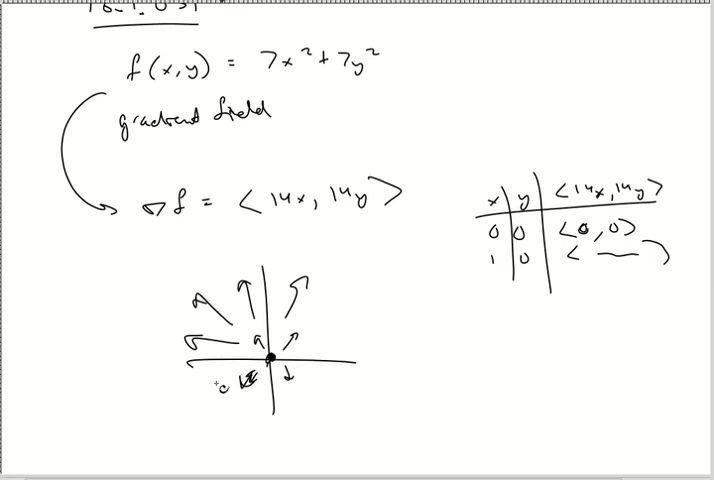 f(x,y) = 7x²+7y²
gradient field
∇f = <14x, 14y>
x y <14x, 14y>
0 0 <0,0>
1 0 < — >